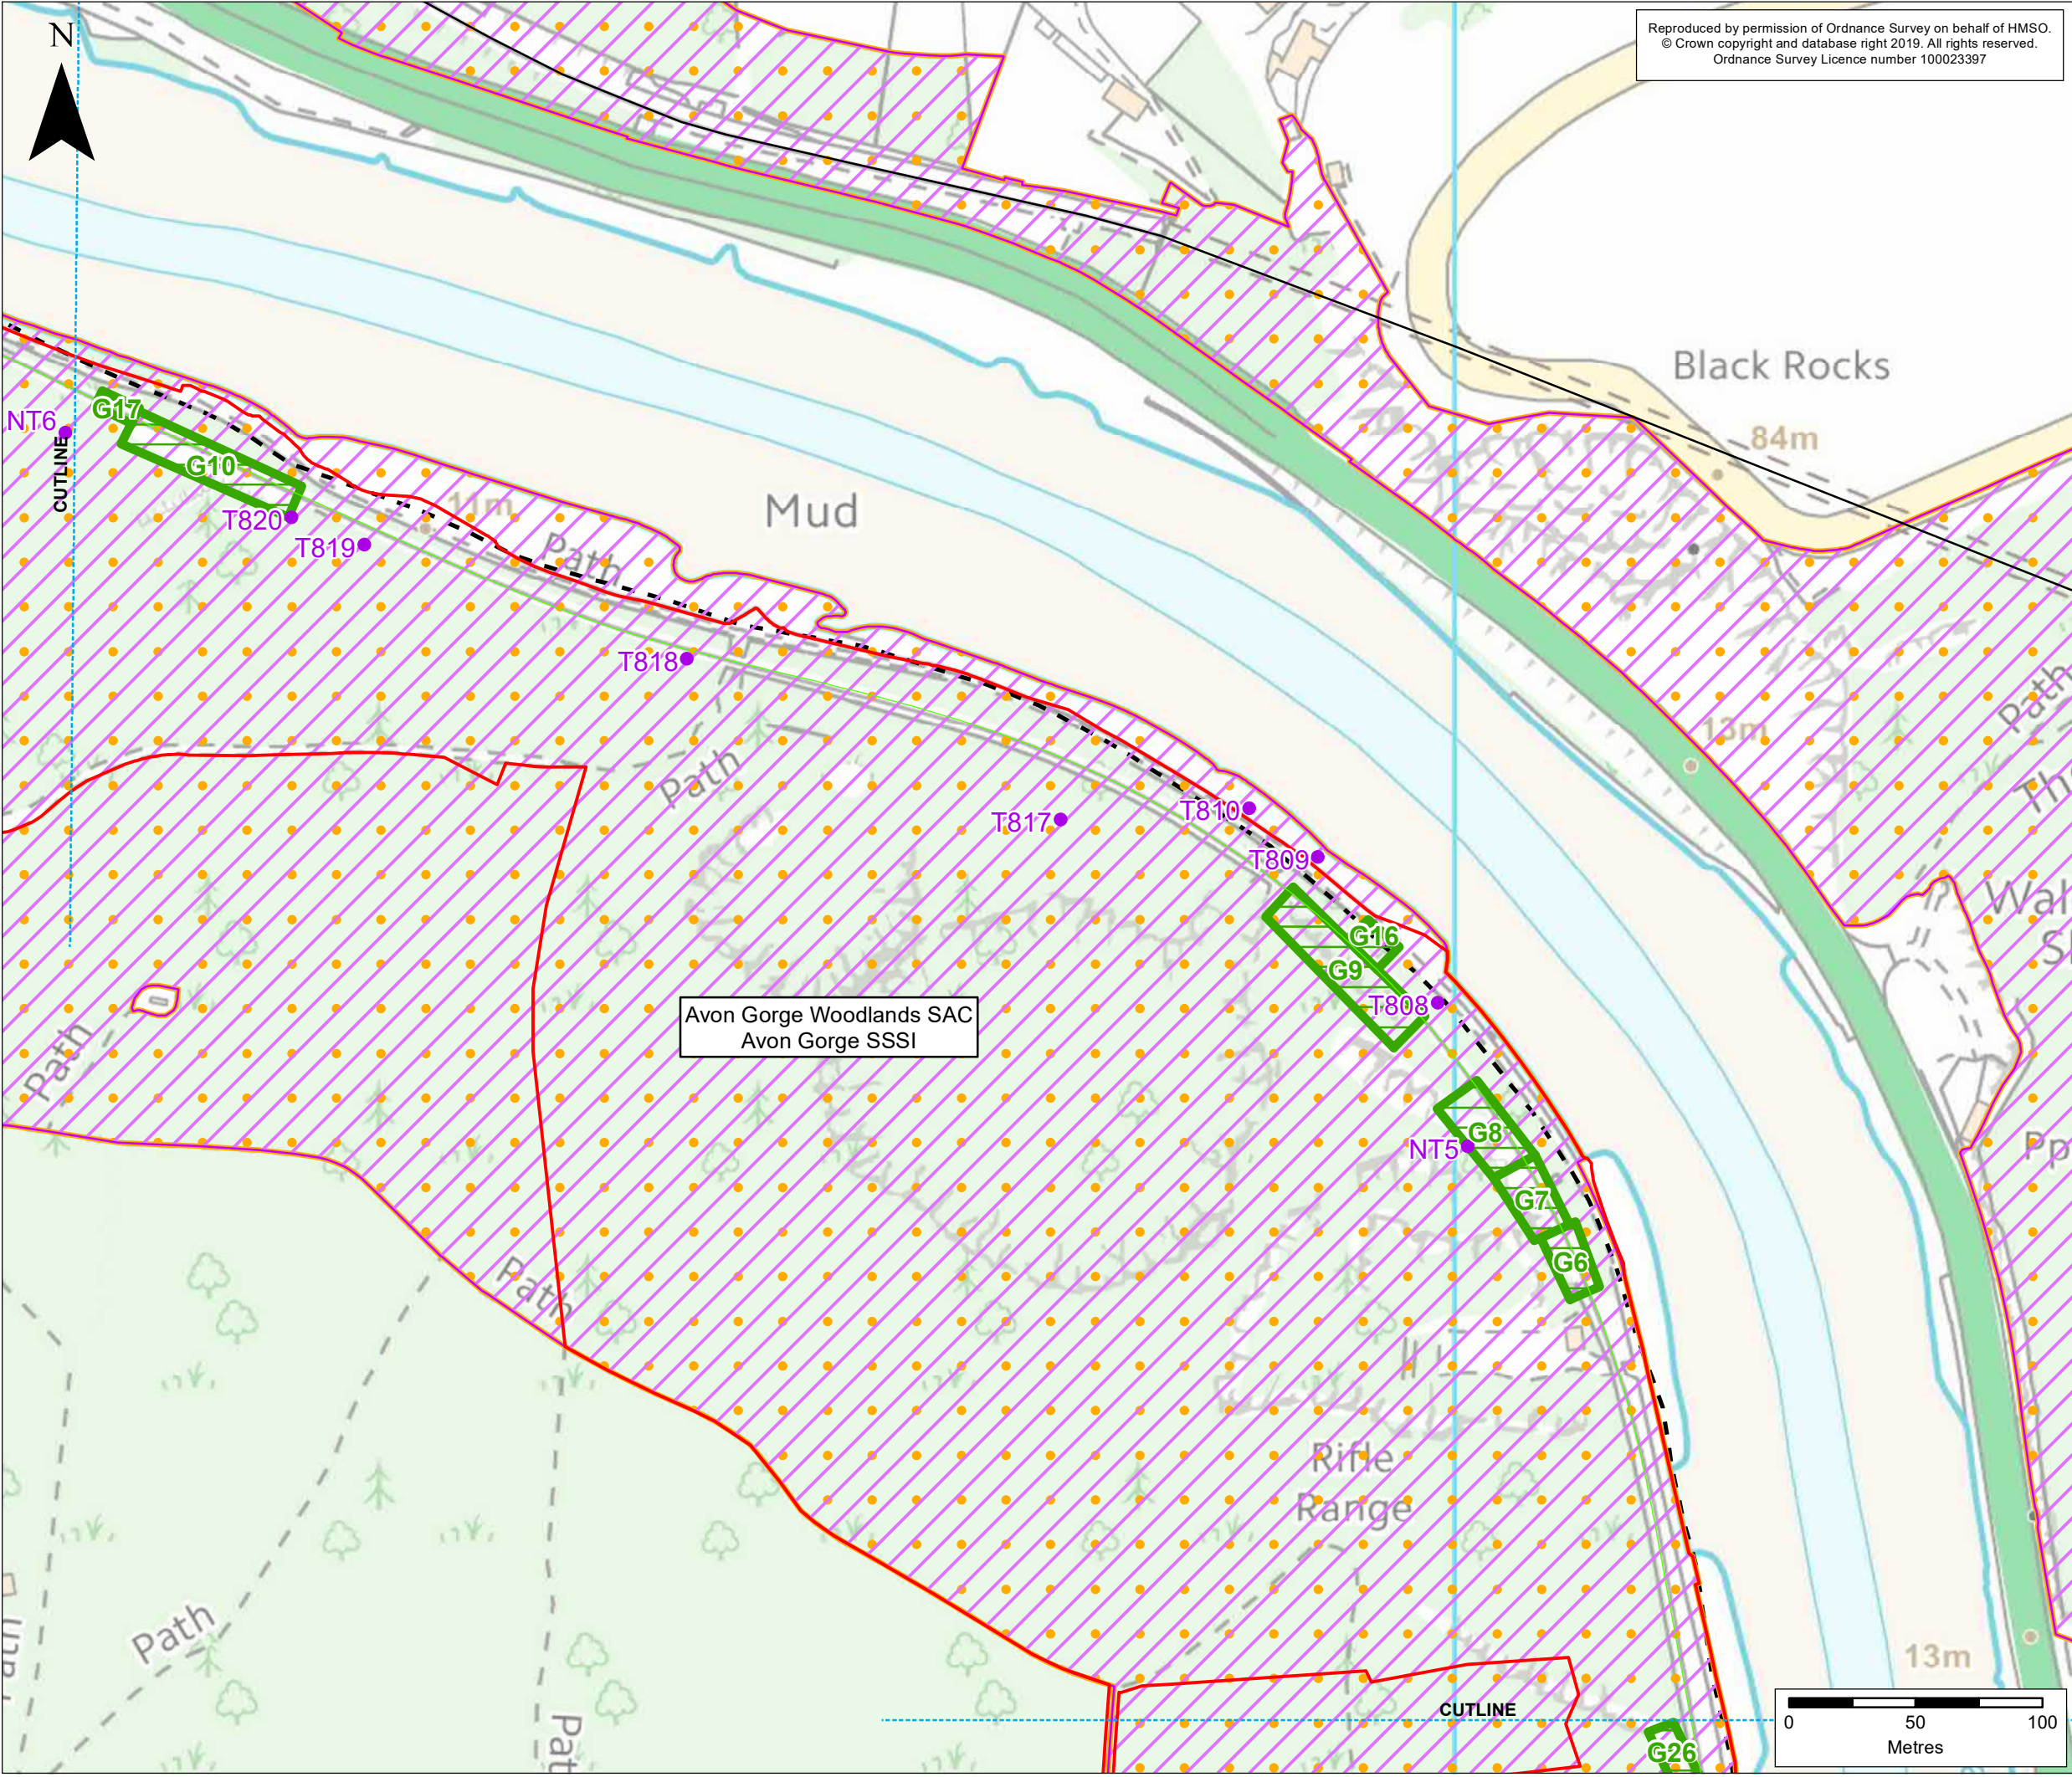 N
Reproduced by permission of Ordnance Survey on behalf of HMSO.
© Crown copyright and database right 2019. All rights reserved.
Ordnance Survey Licence number 100023397
Black Rocks
84m
NT6
G17
CUTLINE
G10
T820
T819
11m
Mud
Path
T818
13m
Path
Path
T810
T817
T809
G16
G9
T808
Avon Gorge Woodlands SAC
Avon Gorge SSSI
Path
G8
NT5
G7
G6
Path
Rifle
Range
Path
13m
CUTLINE
G26
0 50 100
Metres